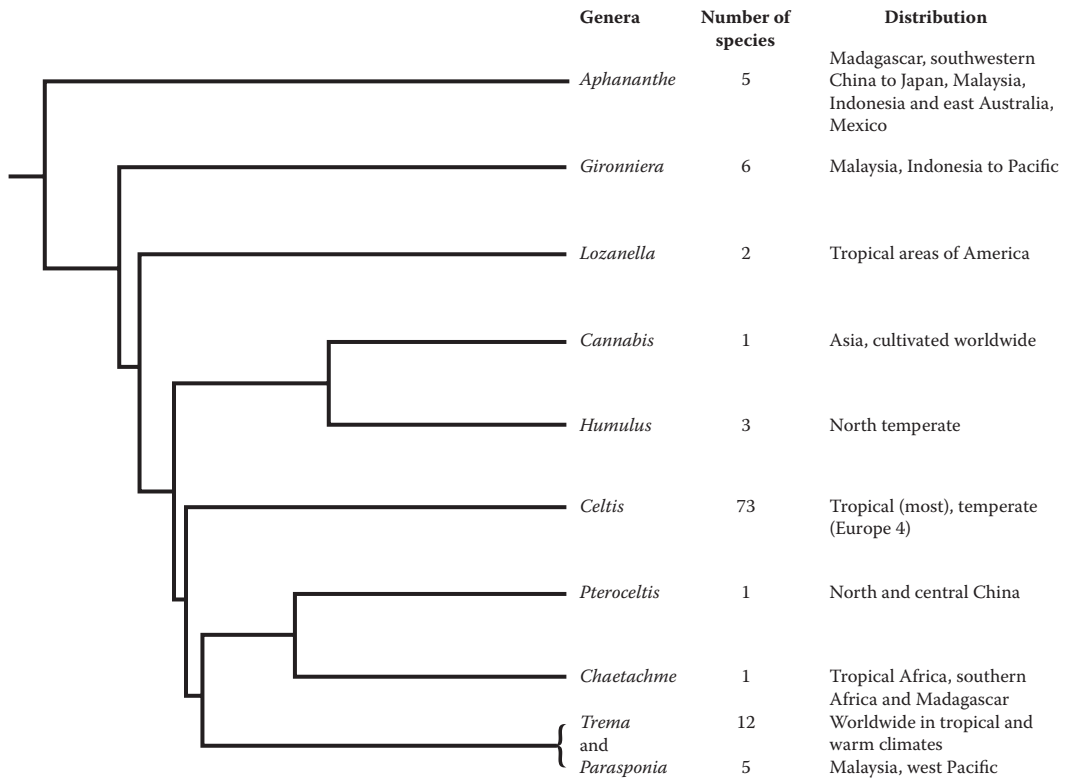 Genera Number of species Distribution
Aphananthe 5 Madagascar, southwestern
China to Japan, Malaysia,
Indonesia and east Australia,
Mexico
Gironniera 6 Malaysia, Indonesia to Pacific
Lozanella 2 Tropical areas of America
Cannabis 1 Asia, cultivated worldwide
Humulus 3 North temperate
Celtis 73 Tropical (most), temperate
(Europe 4)
Pteroceltis 1 North and central China
Chaetachme 1 Tropical Africa, southern
Africa and Madagascar
Trema 12 Worldwide in tropical and
and warm climates
Parasponia 5 Malaysia, west Pacific